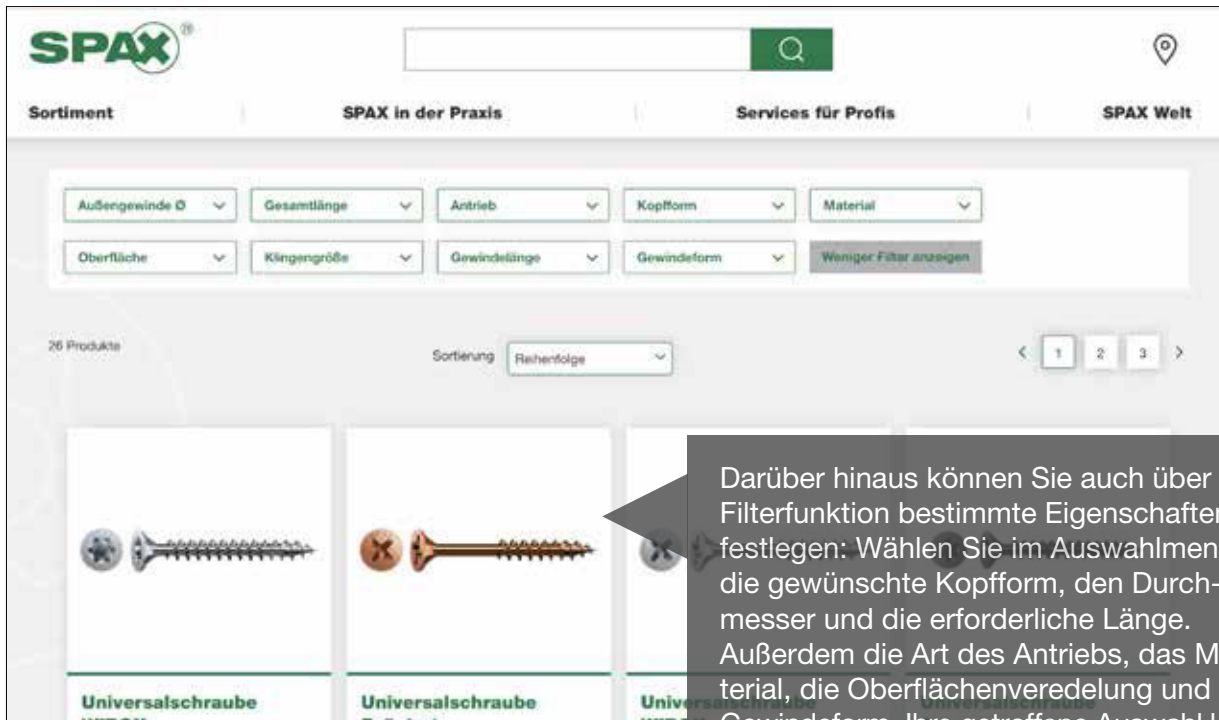 SPAX®
Sortiment
SPAX in der Praxis
Services für Profis
SPAX Welt
Außengewinde Ø
Gesamtlänge
Antrieb
Kopfform
Material
Oberfläche
Klingengröße
Gewindelänge
Gewindeform
Weniger Filter anzeigen
26 Produkte
Sortierung
Reihenfolge
1
2
3
Darüber hinaus können Sie auch über
Filterfunktion bestimmte Eigenschaften
festlegen: Wählen Sie im Auswahlmen
die gewünschte Kopfform, den Durch-
messer und die erforderliche Länge.
Außerdem die Art des Antriebs, das M
terial, die Oberflächenveredelung und
Universalschraube
Universalschraube